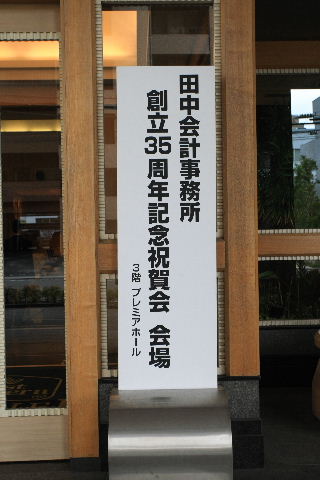 田中会計事務所
創立35周年記念祝賀会 会場
3階 プレミアホール